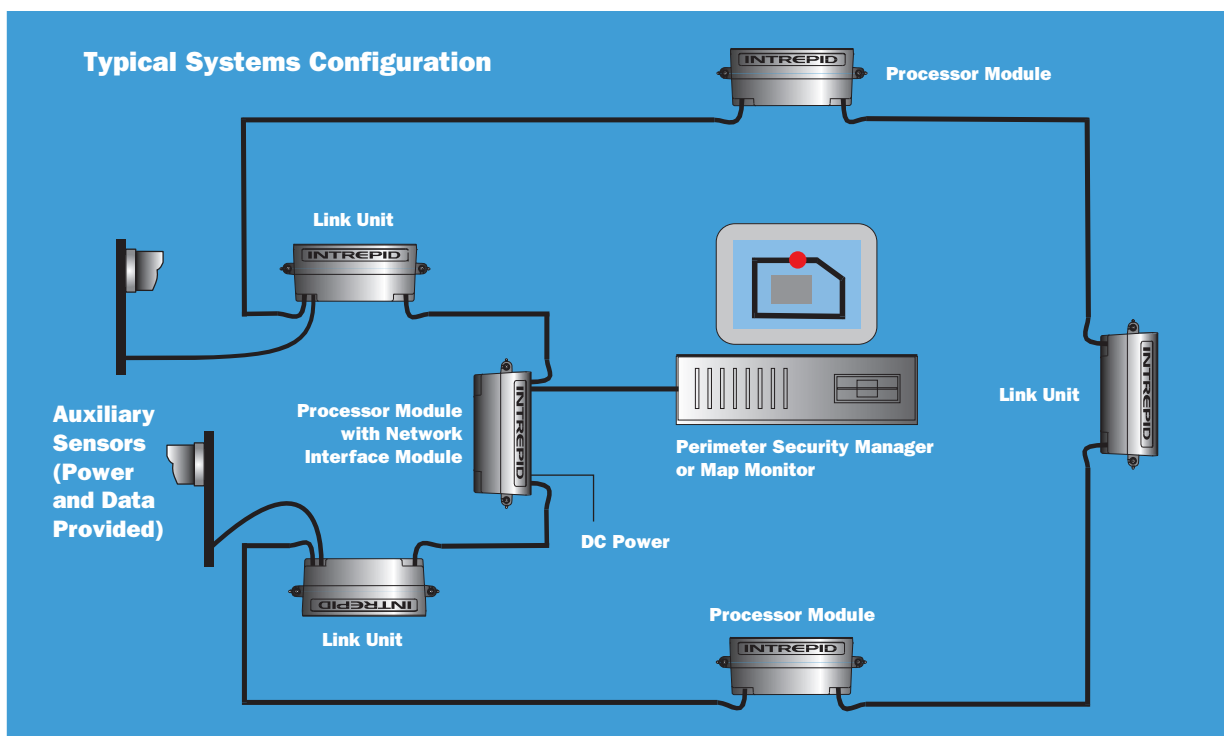 Typical Systems Configuration
INTREPID
Processor Module
Link Unit
INTREPID
INTREPID
Link Unit
Auxiliary
Sensors
(Power
and Data
Provided)
Processor Module
with Network
Interface Module
INTREPID
Perimeter Security Manager
or Map Monitor
DC Power
INTREPID
Link Unit
Processor Module
INTREPID